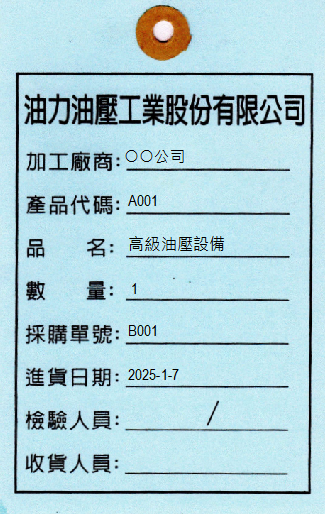 油力油壓工業股份有限公司
加工廠商:〇〇公司
產品代碼:A001
品 名:高級油壓設備
數 量:1
採購單號:B001
進貨日期:2025-1-7
檢驗人員:/
收貨人員: